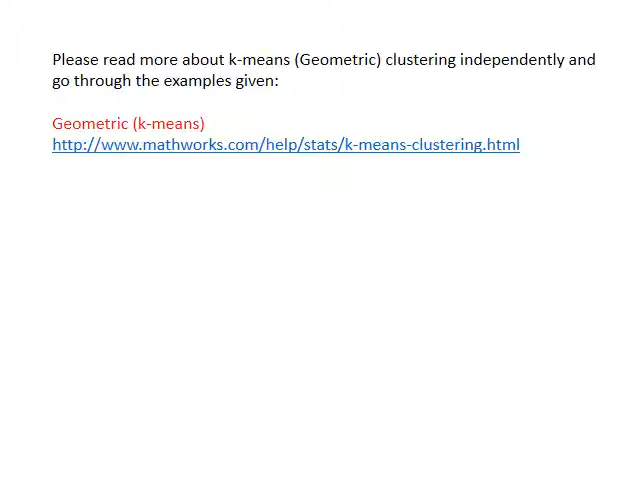 Please read more about k-means (Geometric) clustering independently and
go through the examples given:
Geometric (k-means)
http://www.mathworks.com/help/stats/k-means-clustering.html